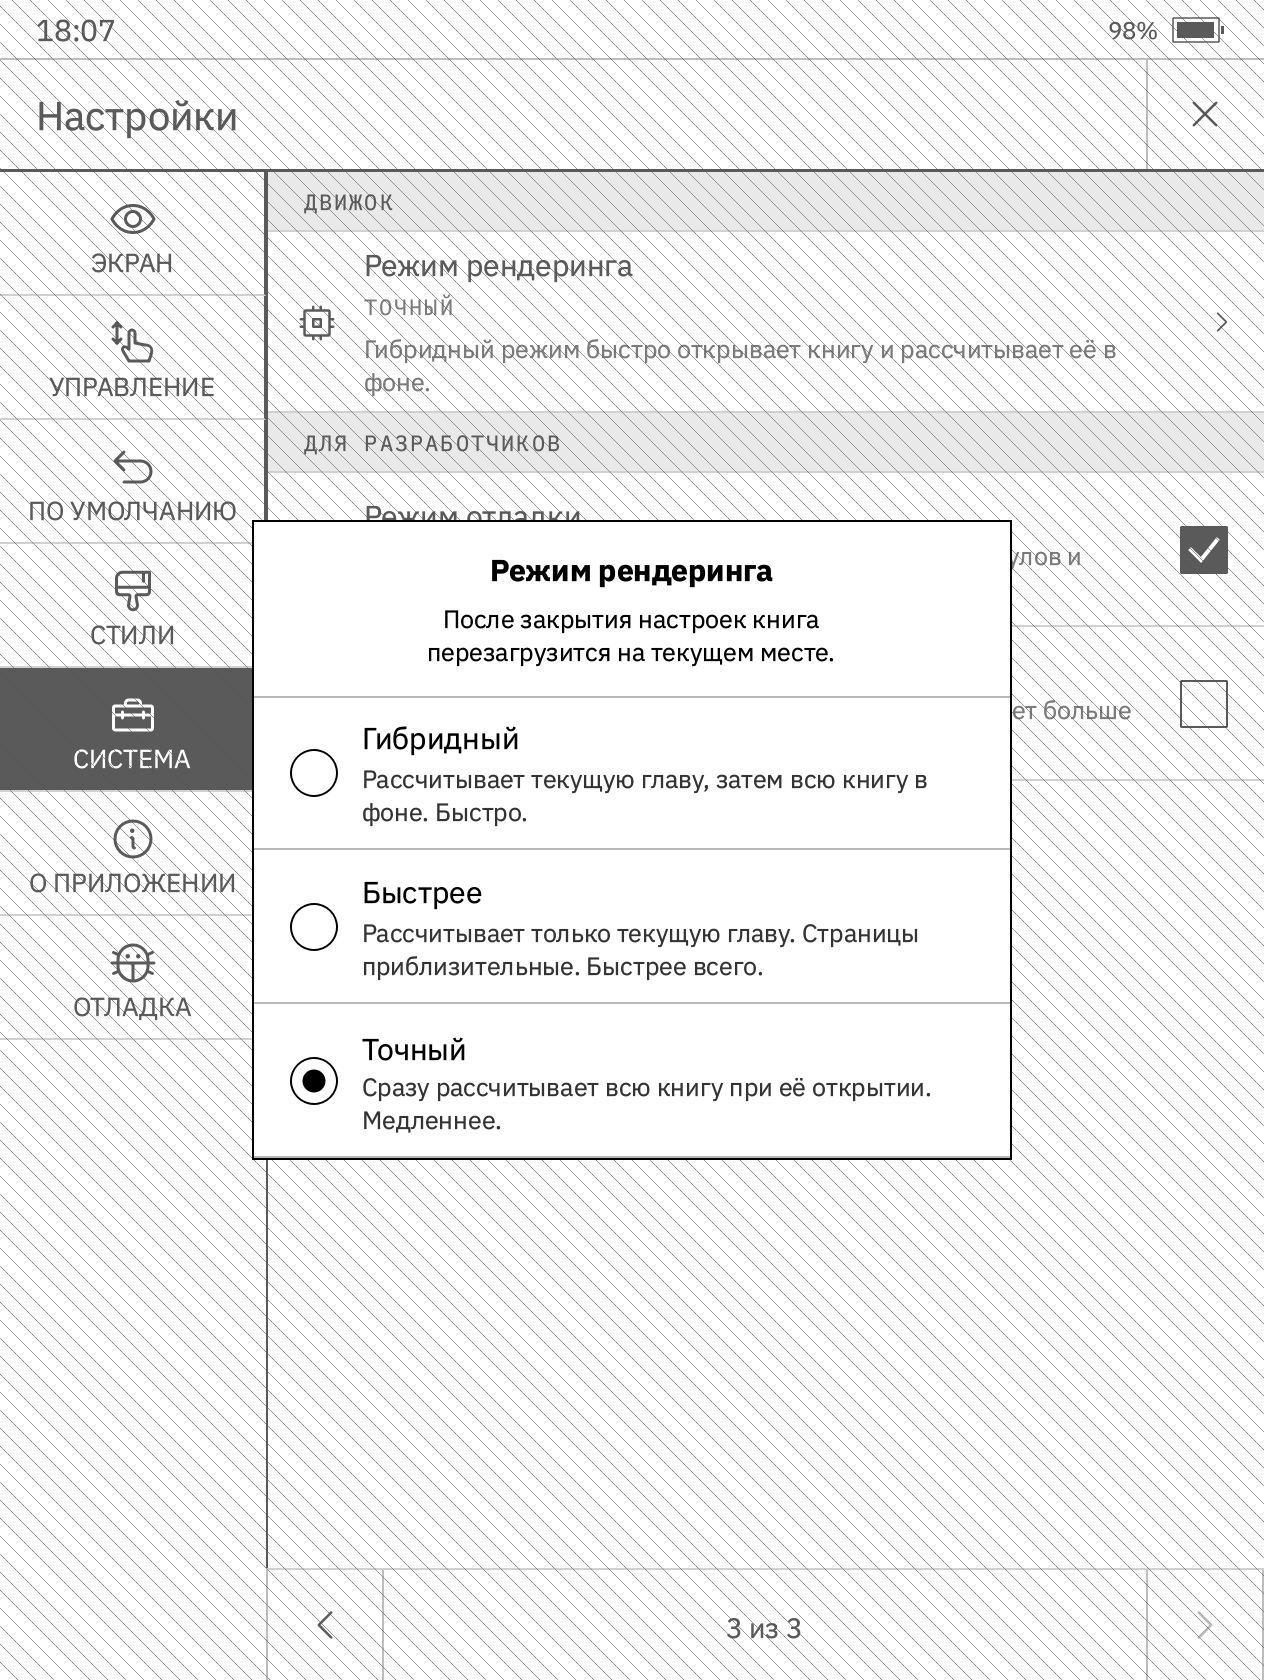 18:07
98%
Настройки
ЭКРАН
УПРАВЛЕНИЕ
ПО УМОЛЧАНИЮ
СТИЛИ
СИСТЕМА
О ПРИЛОЖЕНИИ
ОТЛАДКА
ДВИЖОК
Режим рендеринга
ТОЧНЫЙ
Гибридный режим быстро открывает книгу и рассчитывает её в
фоне.
ДЛЯ РАЗРАБОТЧИКОВ
Режим отладки
и
больше
Режим рендеринга
После закрытия настроек книга
перезагрузится на текущем месте.
Гибридный
Рассчитывает текущую главу, затем всю книгу в
фоне. Быстро.
Быстрее
Рассчитывает только текущую главу. Страницы
приблизительные. Быстрее всего.
Точный
Сразу рассчитывает всю книгу при её открытии.
Медленнее.
3 из 3